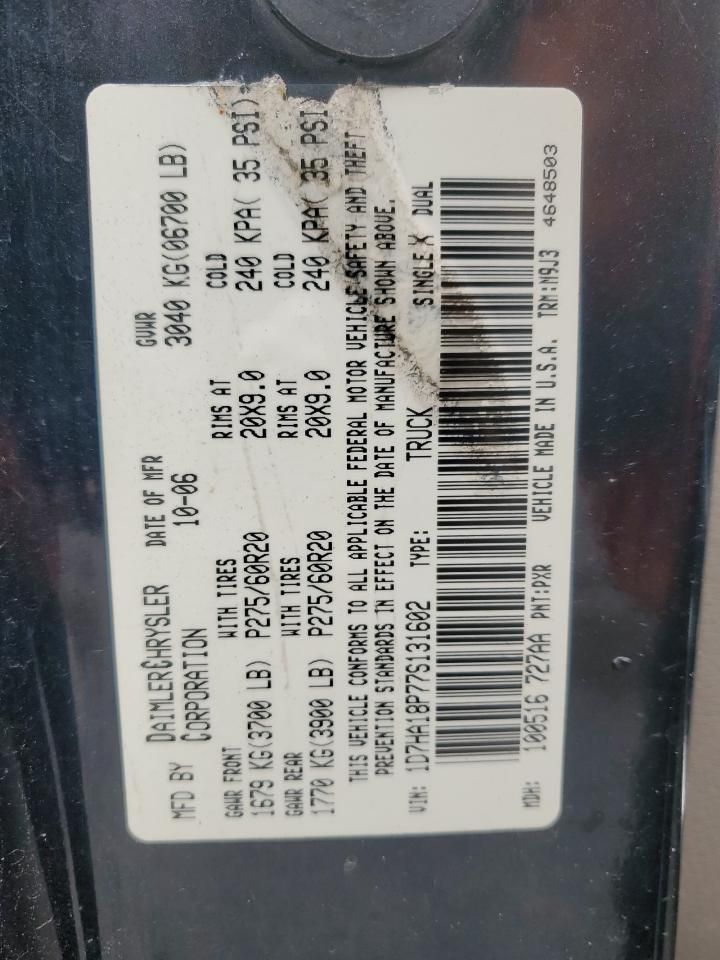 MFD BY DAIMLERCHRYSLER CORPORATION
DATE OF MFR 10-06
GVWR 3040 KG(06700 LB)
GAWR FRONT WITH TIRES RIMS AT COLD
1679 KG(3700 LB) P275/60R20 20X9.0 240 KPA( 35 PSI)
GAWR REAR WITH TIRES RIMS AT COLD
1770 KG(3900 LB) P275/60R20 20X9.0 240 KPA( 35 PSI
THIS VEHICLE CONFORMS TO ALL APPLICABLE FEDERAL MOTOR VEHICLE SAFETY AND THEFT
PREVENTION STANDARDS IN EFFECT ON THE DATE OF MANUFACTURE SHOWN ABOVE.
VIN: 1D7HA18P77S131602 TYPE: TRUCK SINGLE X DUAL
MDH: 100516 727AA PNT:PXR VEHICLE MADE IN U.S.A. TRM:M9J3 4648503